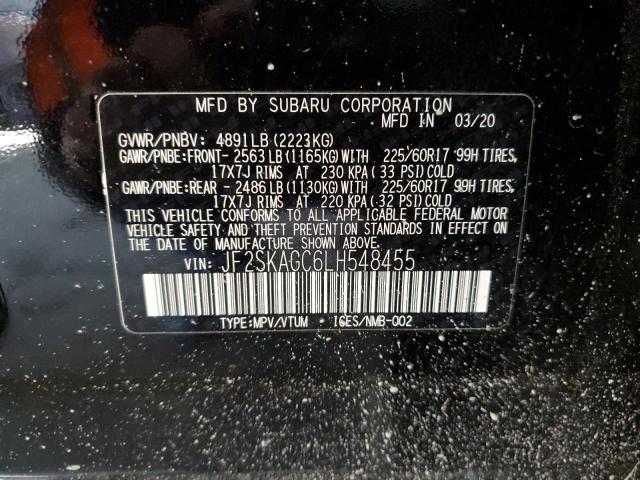 MFD BY SUBARU CORPORATION
MFD IN 03/20
GVWR/PNBV: 4891LB (2223KG)
GAWR/PNBE:FRONT- 2563 LB (1165KG) WITH 225/60R17 99H TIRES,
17X7J RIMS AT 230 KPA( 33 PSI)COLD
GAWR/PNBE:REAR - 2486LB (1130KG) WITH 225/60R17 99H TIRES,
17X7J RIMS AT 220 KPA( 32 PSI)COLD
THIS VEHICLE CONFORMS TO ALL APPLICABLE FEDERAL MOTOR
VEHICLE SAFETY AND THEFT PREVENTION STANDARDS IN EFFECT
ON THE DATE OF MANUFACTURE SHOWN ABOVE.
VIN: JF2SKAGC6LH548455
TYPE:MPV/VTUM ICES/NMB-002